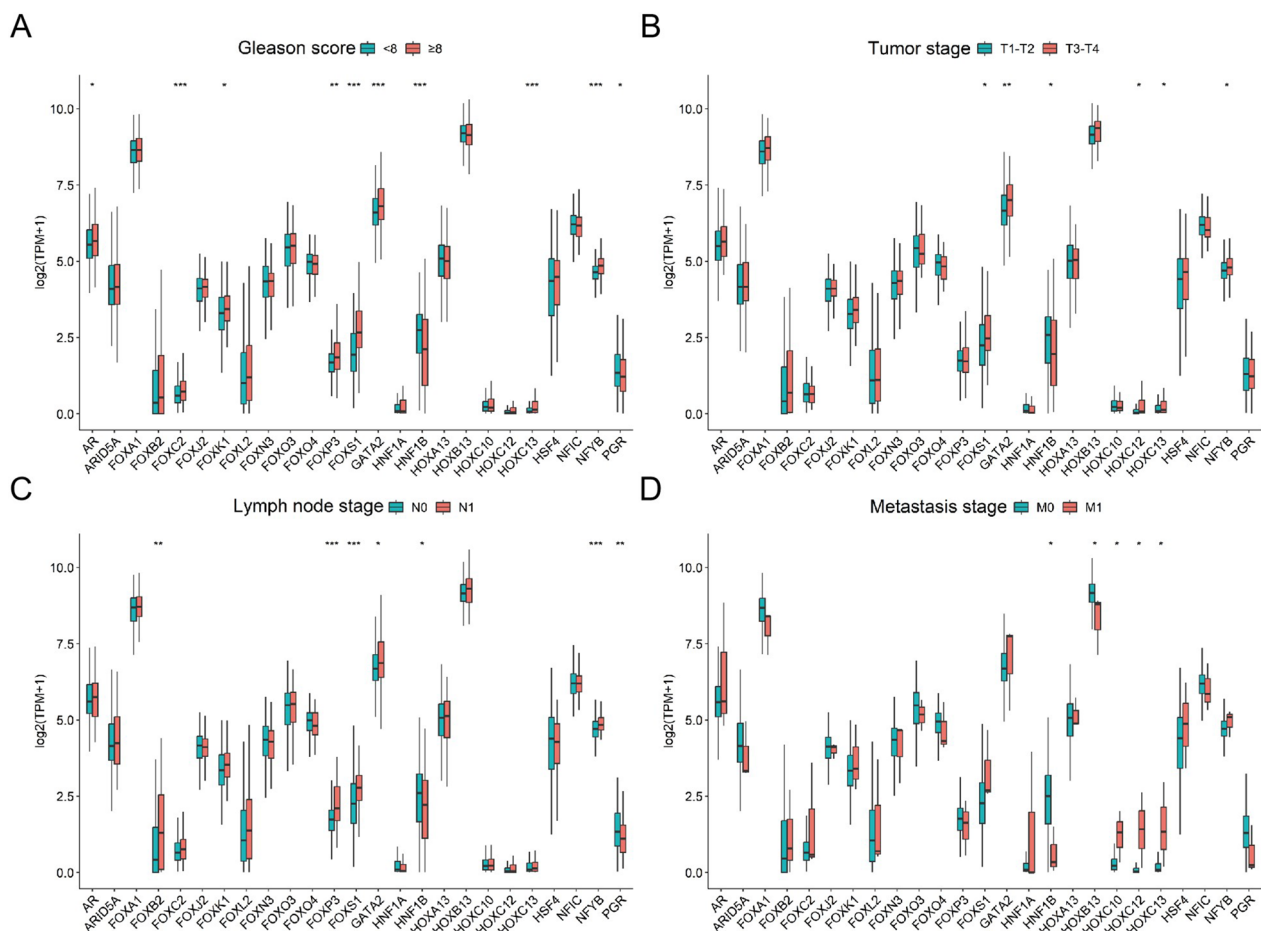 A
Gleason score <8 ≥8
* *** * ** *** *** *** *** *** *
log2(TPM+1)
10.0
7.5
5.0
2.5
0.0
AR ARID5A FOXA1 FOXB2 FOXC2 FOXJ2 FOXK1 FOXL2 FOXN3 FOXO3 FOXO4 FOXP3 FOXS1 GATA2 HNF1A HNF1B HOXA13 HOXB13 HOXC10 HOXC12 HOXC13 HSF4 NFIC NFYB PGR
B
Tumor stage T1-T2 T3-T4
* ** * * * *
log2(TPM+1)
10.0
7.5
5.0
2.5
0.0
AR ARID5A FOXA1 FOXB2 FOXC2 FOXJ2 FOXK1 FOXL2 FOXN3 FOXO3 FOXO4 FOXP3 FOXS1 GATA2 HNF1A HNF1B HOXA13 HOXB13 HOXC10 HOXC12 HOXC13 HSF4 NFIC NFYB PGR
C
Lymph node stage N0 N1
** *** *** * * *** **
log2(TPM+1)
10.0
7.5
5.0
2.5
0.0
AR ARID5A FOXA1 FOXB2 FOXC2 FOXJ2 FOXK1 FOXL2 FOXN3 FOXO3 FOXO4 FOXP3 FOXS1 GATA2 HNF1A HNF1B HOXA13 HOXB13 HOXC10 HOXC12 HOXC13 HSF4 NFIC NFYB PGR
D
Metastasis stage M0 M1
* * * * *
log2(TPM+1)
10.0
7.5
5.0
2.5
0.0
AR ARID5A FOXA1 FOXB2 FOXC2 FOXJ2 FOXK1 FOXL2 FOXN3 FOXO3 FOXO4 FOXP3 FOXS1 GATA2 HNF1A HNF1B HOXA13 HOXB13 HOXC10 HOXC12 HOXC13 HSF4 NFIC NFYB PGR